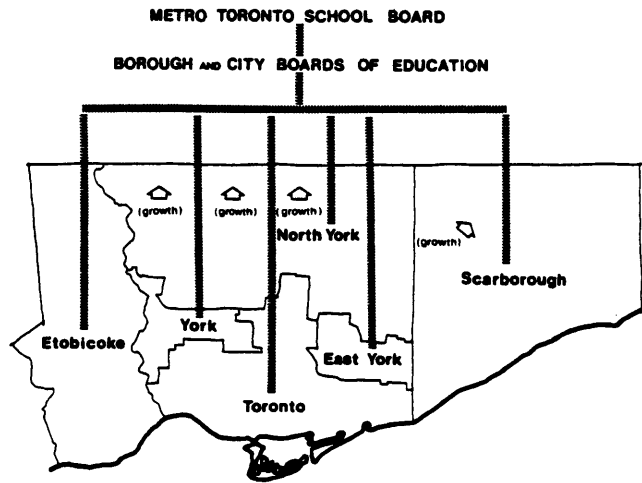 METRO TORONTO SCHOOL BOARD
BOROUGH AND CITY BOARDS OF EDUCATION
(growth) (growth) (growth)
North York
(growth)
Scarborough
York
Etobicoke
East York
Toronto